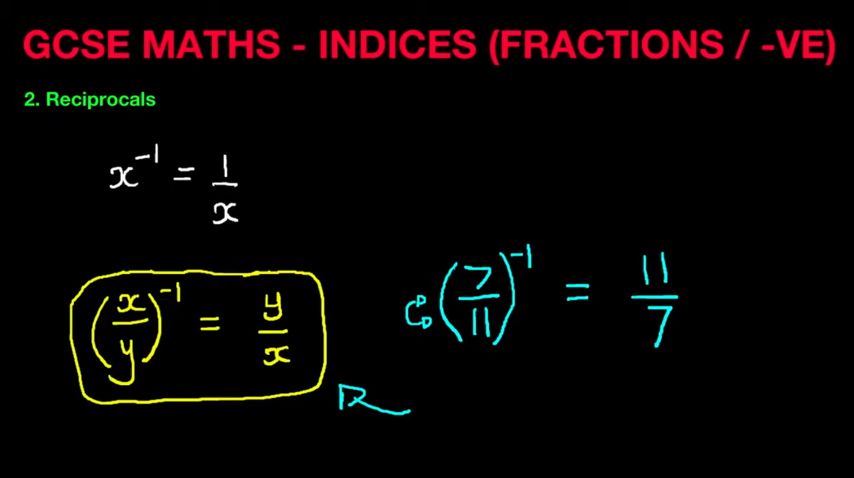 GCSE MATHS - INDICES (FRACTIONS / -VE)
2. Reciprocals
x⁻¹ = 1/x
(x/y)⁻¹ = y/x
(7/11)⁻¹ = 11/7